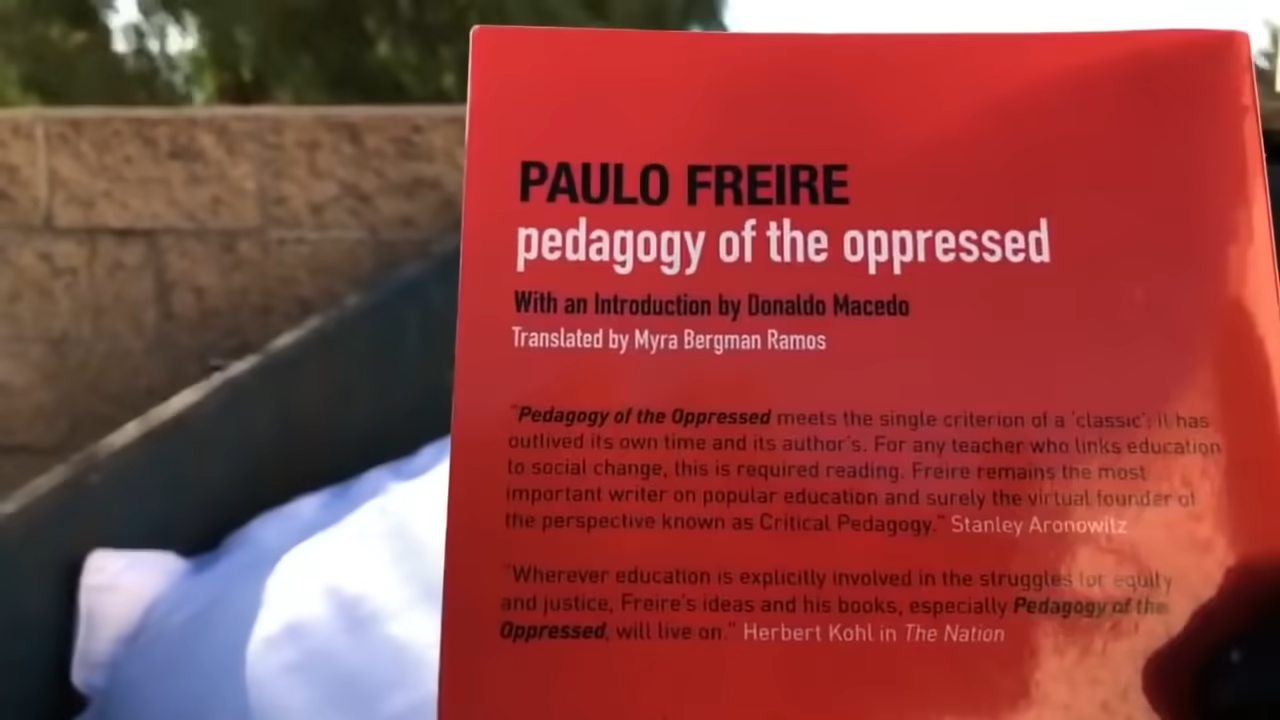 PAULO FREIRE
pedagogy of the oppressed
With an Introduction by Donaldo Macedo
Translated by Myra Bergman Ramos
"Pedagogy of the Oppressed meets the single criterion of a 'classic': it has
outlived its own time and its author's. For any teacher who links education
to social change, this is required reading. Freire remains the most
important writer on popular education and surely the virtual founder of
the perspective known as Critical Pedagogy." Stanley Aronowitz
"Wherever education is explicitly involved in the struggles for equity
and justice, Freire's ideas and his books, especially Pedagogy of the
Oppressed, will live on." Herbert Kohl in The Nation